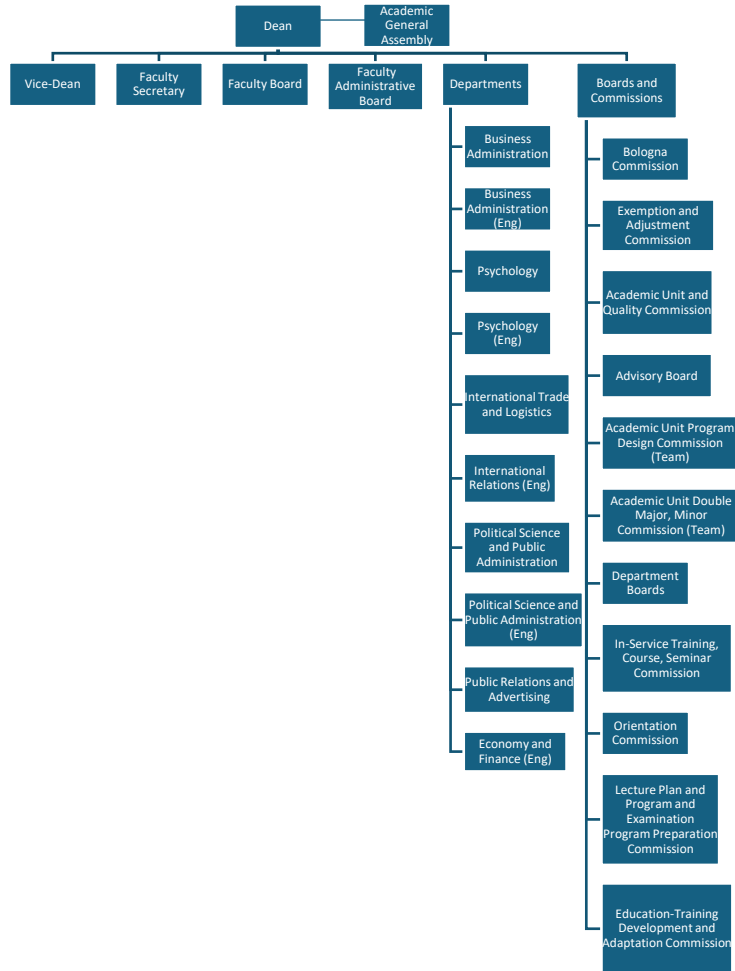 Dean
Academic
General
Assembly
Vice-Dean
Faculty
Secretary
Faculty Board
Faculty
Administrative
Board
Departments
Boards and
Commissions
Business
Administration
Business
Administration
(Eng)
Psychology
Psychology
(Eng)
International Trade
and Logistics
International
Relations (Eng)
Political Science
and Public
Administration
Political Science and
Public Administration
(Eng)
Public Relations and
Advertising
Economy and
Finance (Eng)
Bologna
Commission
Exemption and
Adjustment
Commission
Academic Unit and
Quality Commission
Advisory Board
Academic Unit Program
Design Commission
(Team)
Academic Unit Double
Major, Minor
Commission (Team)
Department
Boards
In-Service Training,
Course, Seminar
Commission
Orientation
Commission
Lecture Plan and
Program and
Examination
Program Preparation
Commission
Education-Training
Development and
Adaptation Commission